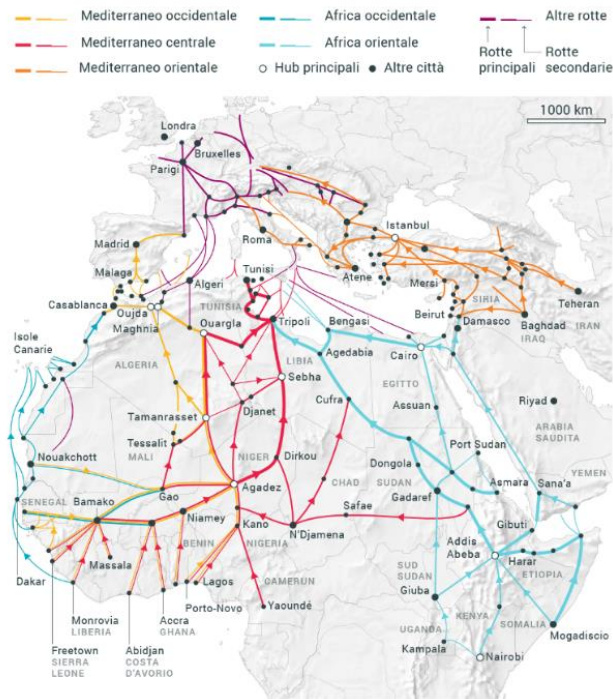 Mediterraneo occidentale
Africa occidentale
Altre rotte
Mediterraneo centrale
Africa orientale
Mediterraneo orientale
Hub principali
Altre città
Rotte
principali
Rotte
secondarie
1000 km
Londra
Bruxelles
Parigi
Madrid
Roma
Istanbul
Malaga
Tunisi
Atene
Mersi
Teheran
Casablanca
Oujda
Algeri
SIRIA
IRAN
Maghnia
TUNISIA
Beirut
Ouargla
Tripoli
Bengasi
Damasco
Baghdad
IRAQ
Isole
Canarie
Cairo
ALGERIA
LIBIA
Agedabia
Sebha
EGITTO
Tamanrasset
Djanet
Cufra
Assuan
Riyad
Tessalit
ARABIA
SAUDITA
MALI
NIGER
Dirkou
Port Sudan
Nouakchott
CHAD
Dongola
SUDAN
YEMEN
Gao
Agadez
Asmara
Sana'a
SENEGAL
Bamako
Niamey
Kano
Safae
Gadaref
Gibuti
BENIN
NIGERIA
N'Djamena
Addis
Abeba
Harar
Dakar
Massala
Lagos
CAMERUN
SUD
SUDAN
ETIOPIA
Porto-Novo
Yaoundé
Giuba
Monrovia
LIBERIA
Accra
GHANA
UGANDA
KENYA
SOMALIA
Mogadiscio
Freetown
SIERRA
LEONE
Abidjan
COSTA
D'AVORIO
Kampala
Nairobi